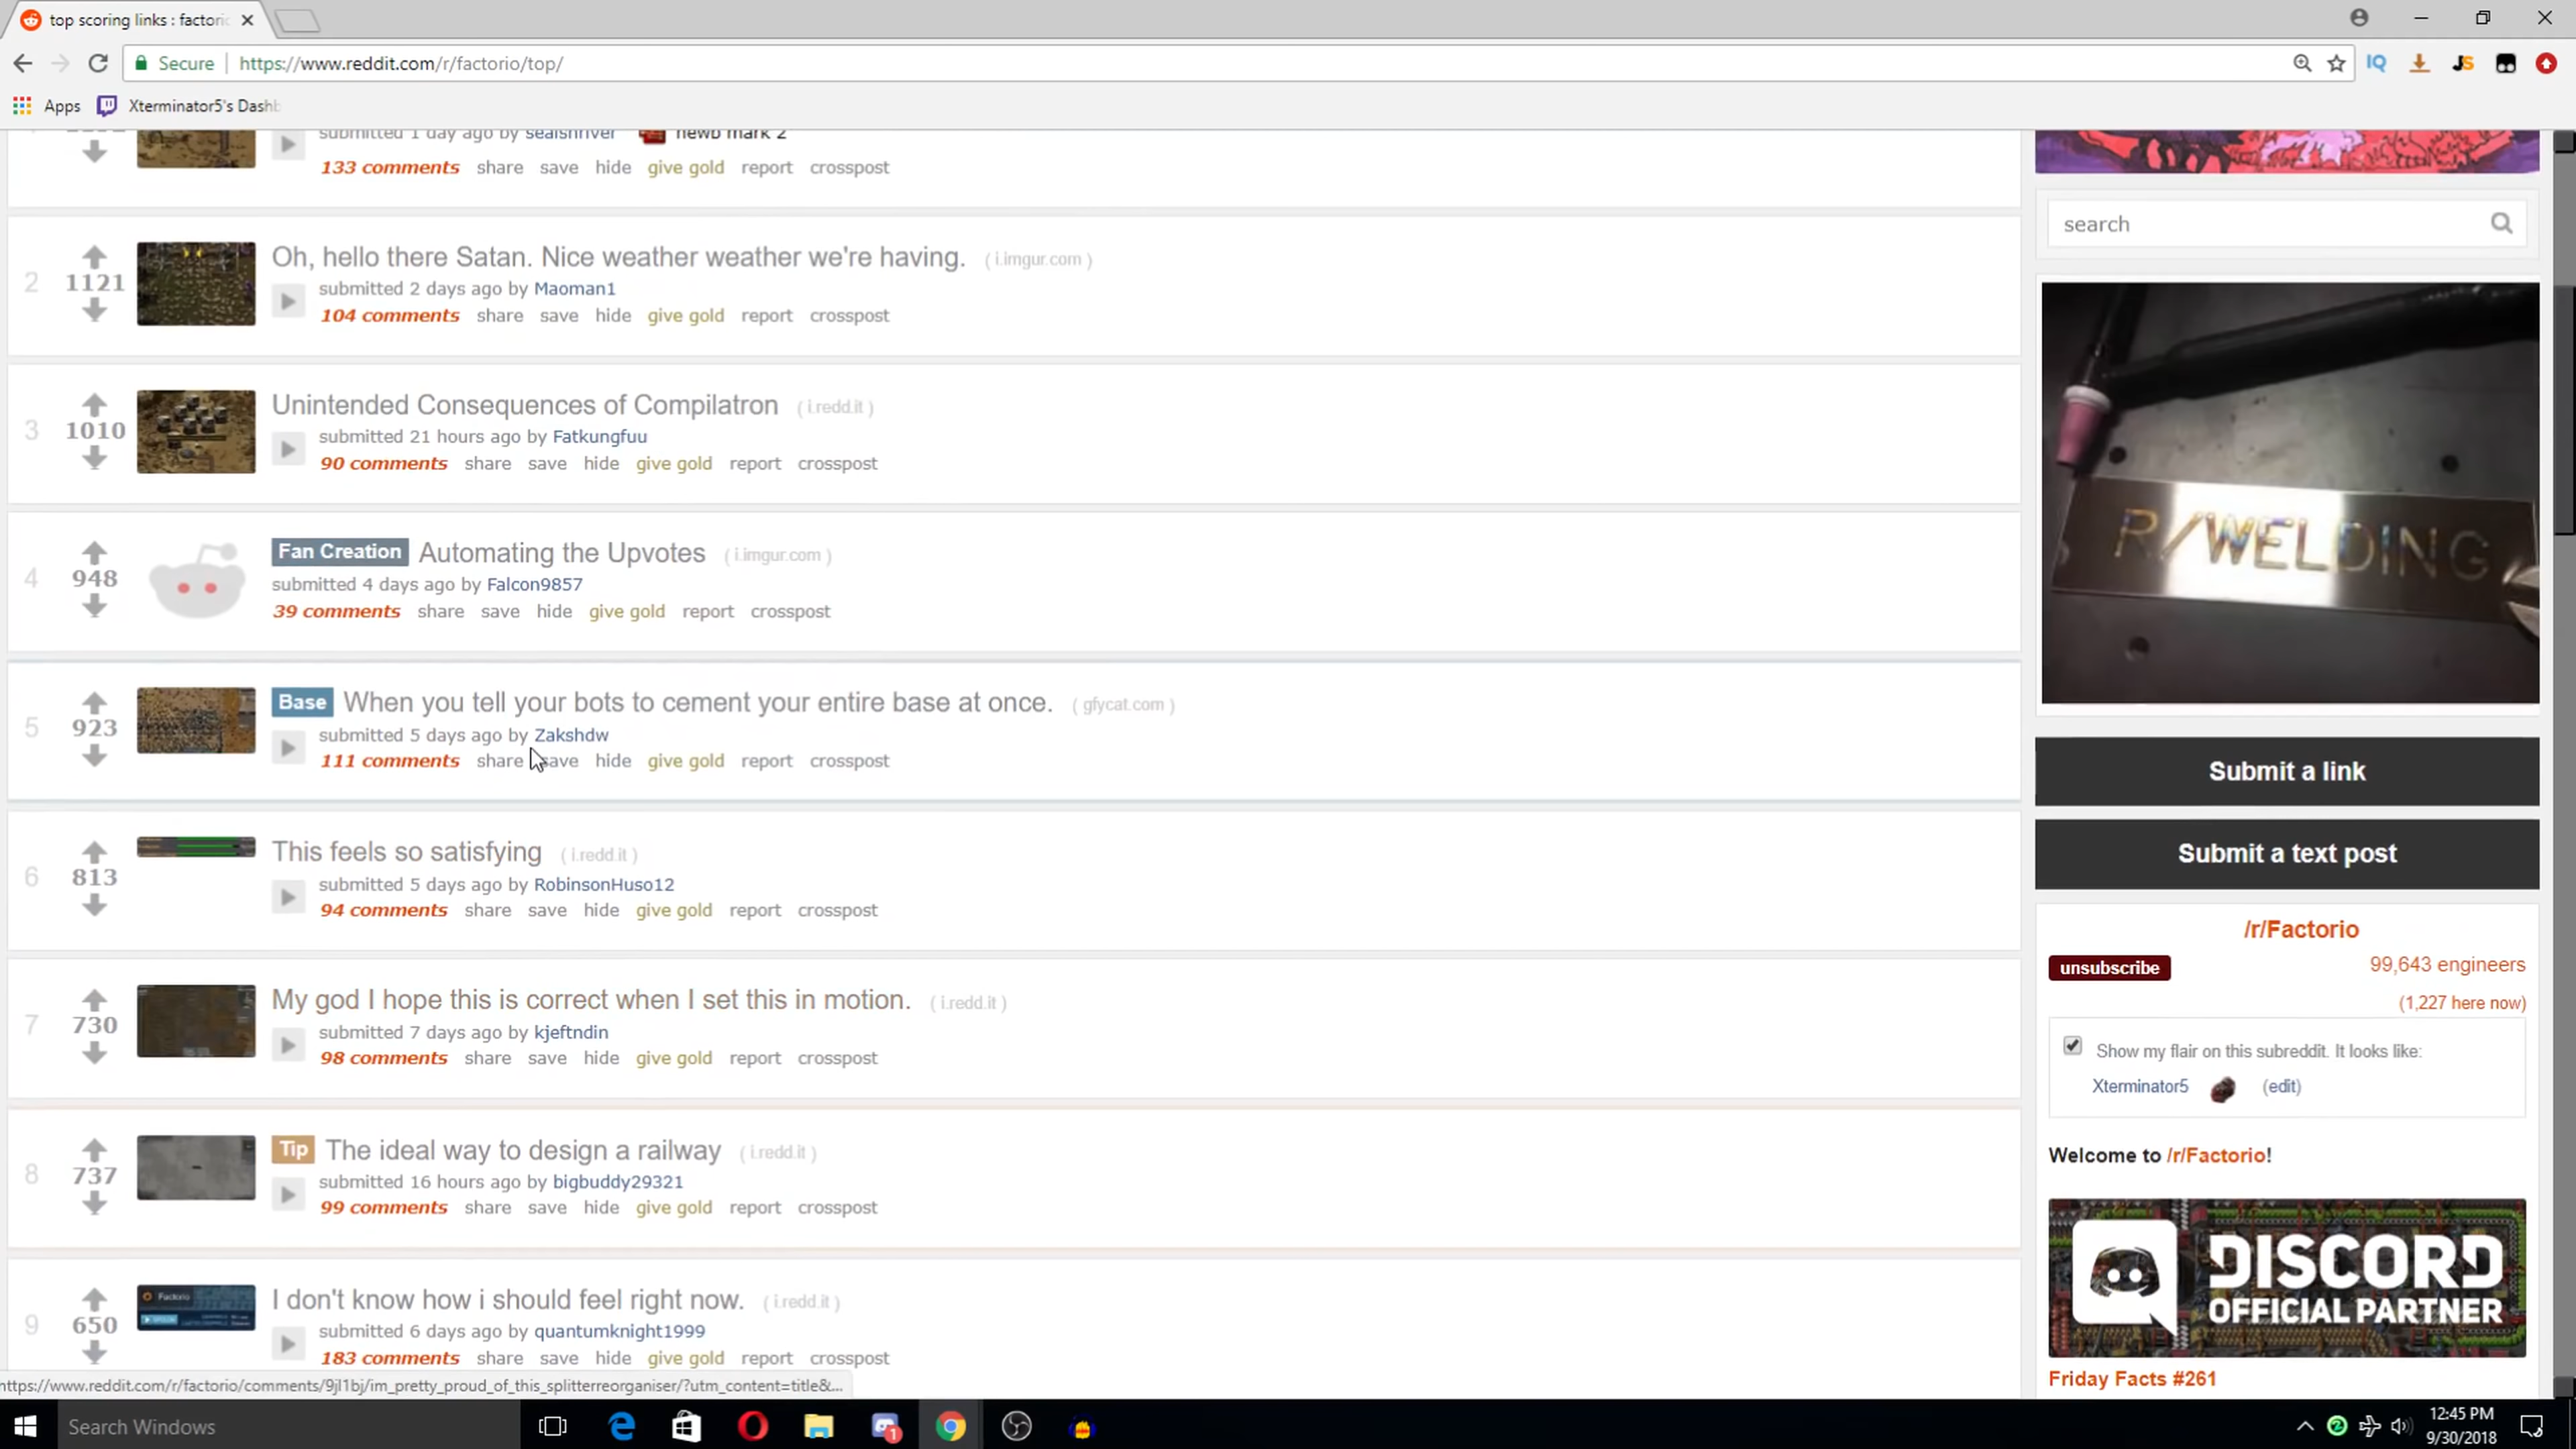 top scoring links : factorio
Secure | https://www.reddit.com/r/factorio/top/
IQ
JS
Apps
Xterminator5's Dashb
submitted 1 day ago by sealshriver newb mark 2
133 comments share save hide give gold report crosspost
2
1121
Oh, hello there Satan. Nice weather weather we're having. ( i.imgur.com )
submitted 2 days ago by Maoman1
104 comments share save hide give gold report crosspost
3
1010
Unintended Consequences of Compilatron ( i.redd.it )
submitted 21 hours ago by Fatkungfuu
90 comments share save hide give gold report crosspost
4
948
Fan Creation Automating the Upvotes ( i.imgur.com )
submitted 4 days ago by Falcon9857
39 comments share save hide give gold report crosspost
5
923
Base When you tell your bots to cement your entire base at once. ( gfycat.com )
submitted 5 days ago by Zakshdw
111 comments share save hide give gold report crosspost
6
813
This feels so satisfying ( i.redd.it )
submitted 5 days ago by RobinsonHuso12
94 comments share save hide give gold report crosspost
7
730
My god I hope this is correct when I set this in motion. ( i.redd.it )
submitted 7 days ago by kjeftndin
98 comments share save hide give gold report crosspost
8
737
Tip The ideal way to design a railway ( i.redd.it )
submitted 16 hours ago by bigbuddy29321
99 comments share save hide give gold report crosspost
9
650
Factorio
I don't know how i should feel right now. ( i.redd.it )
submitted 6 days ago by quantumknight1999
183 comments share save hide give gold report crosspost
search
R/WELDING
Submit a link
Submit a text post
/r/Factorio
unsubscribe 99,643 engineers
(1,227 here now)
Show my flair on this subreddit. It looks like:
Xterminator5 (edit)
Welcome to /r/Factorio!
DISCORD
OFFICIAL PARTNER
Friday Facts #261
https://www.reddit.com/r/factorio/comments/9jl1bj/im_pretty_proud_of_this_splitterreorganiser/?utm_content=title&...
Search Windows
1
12:45 PM
9/30/2018